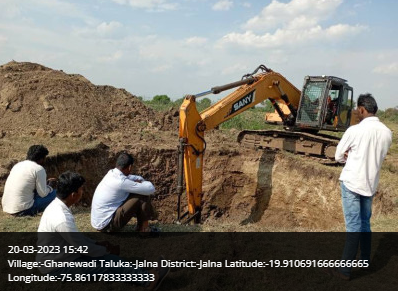 SANY
20-03-2023 15:42
Village:-Ghanewadi Taluka:-Jalna District:-Jalna Latitude:-19.910691666666665
Longitude:-75.86117833333333